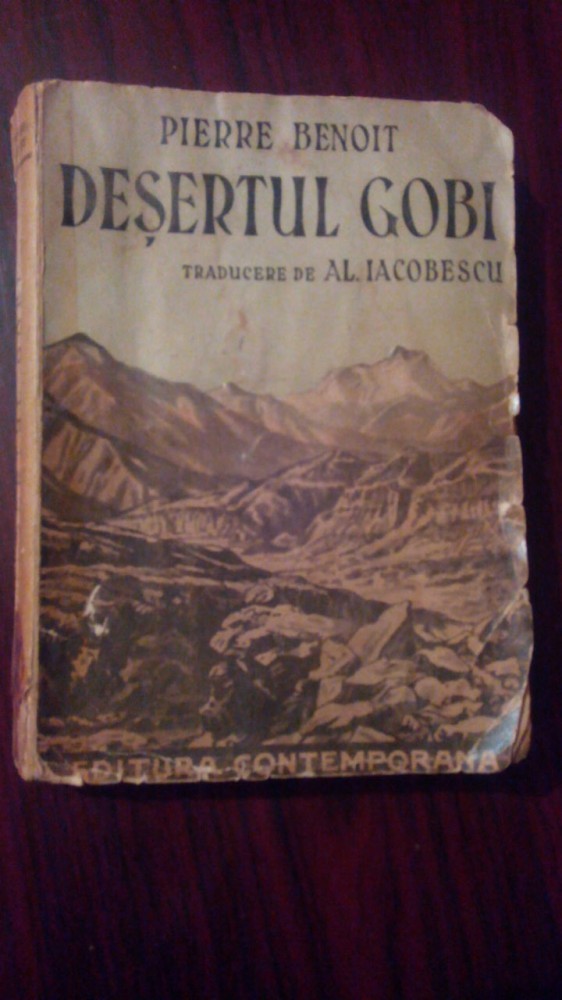 PIERRE BENOIT
DEȘERTUL GOBI
TRADUCERE DE AL. IACOBESCU
EDITURA CONTEMPORANA